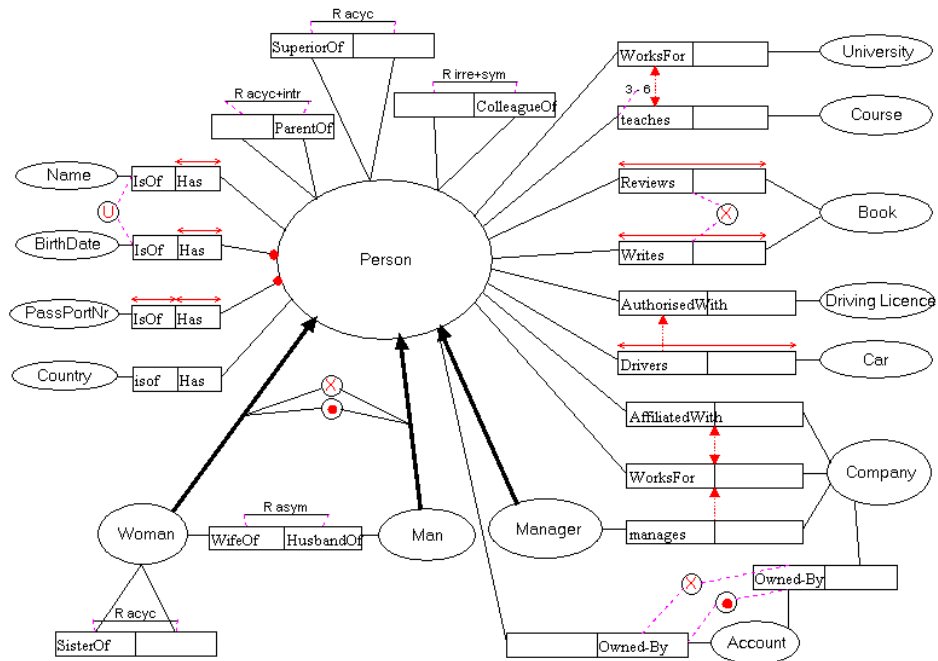 R acyc
SuperiorOf
R acyc+intr
ParentOf
R irre+sym
ColleagueOf
WorksFor
University
3 - 6
teaches
Course
Name
IsOf Has
U
BirthDate
IsOf Has
PassPortNr
IsOf Has
Country
isof Has
Person
Reviews
X
Book
Writes
AuthorisedWith
Driving Licence
Drivers
Car
X
AffiliatedWith
WorksFor
Company
manages
Woman
R asym
WifeOf HusbandOf
Man
Manager
R acyc
SisterOf
X
Owned-By
Owned-By
Account